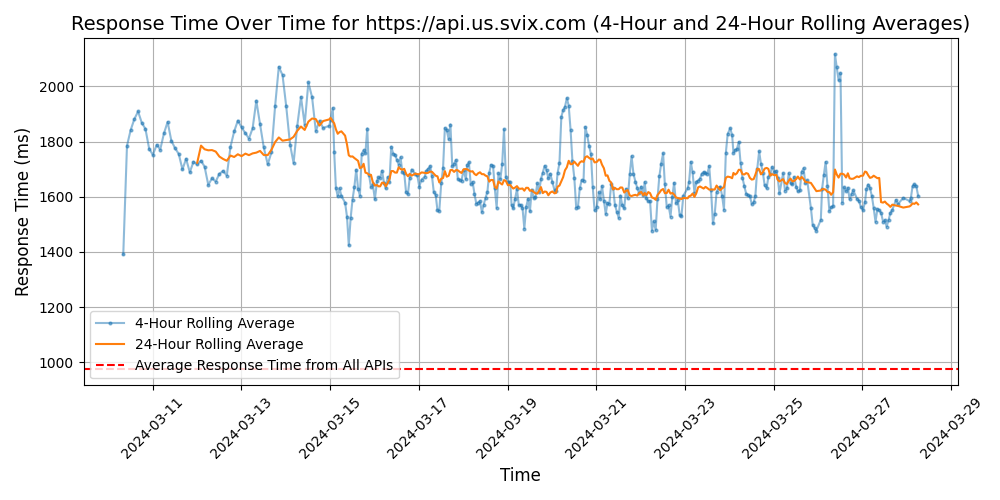 Response Time Over Time for https://api.us.svix.com (4-Hour and 24-Hour Rolling Averages)
Response Time (ms)
2000
1800
1600
1400
1200
1000
4-Hour Rolling Average
24-Hour Rolling Average
Average Response Time from All APIs
2024-03-11
2024-03-13
2024-03-15
2024-03-17
2024-03-19
2024-03-21
2024-03-23
2024-03-25
2024-03-27
2024-03-29
Time